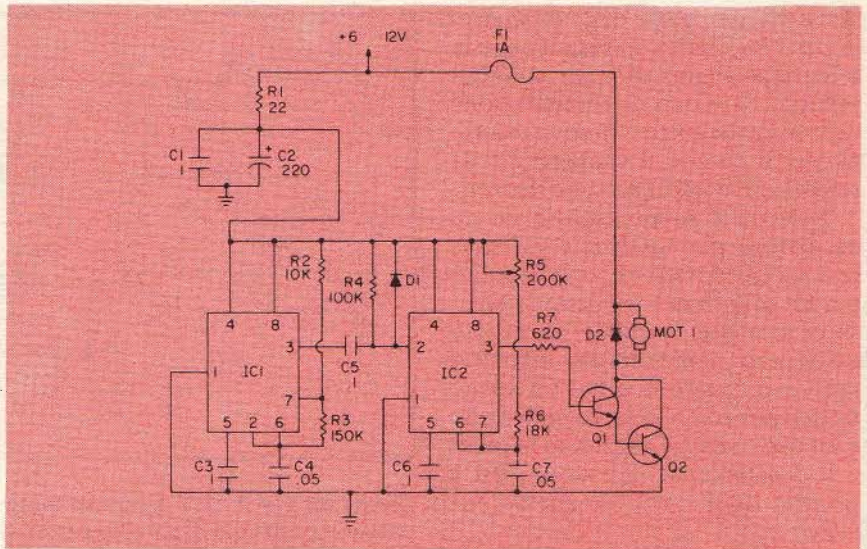 +6 12V
F1
1A
R1
22
C1
1
+
C2
220
R2
10K
R4
100K
D1
R5
200K
R7
620
D2
MOT 1
4
8
3
1
IC1
7
5
2
6
C5
.1
R3
150K
4
8
2
3
1
IC2
5
6
7
R6
18K
Q1
Q2
C3
1
C4
.05
C6
1
C7
.05